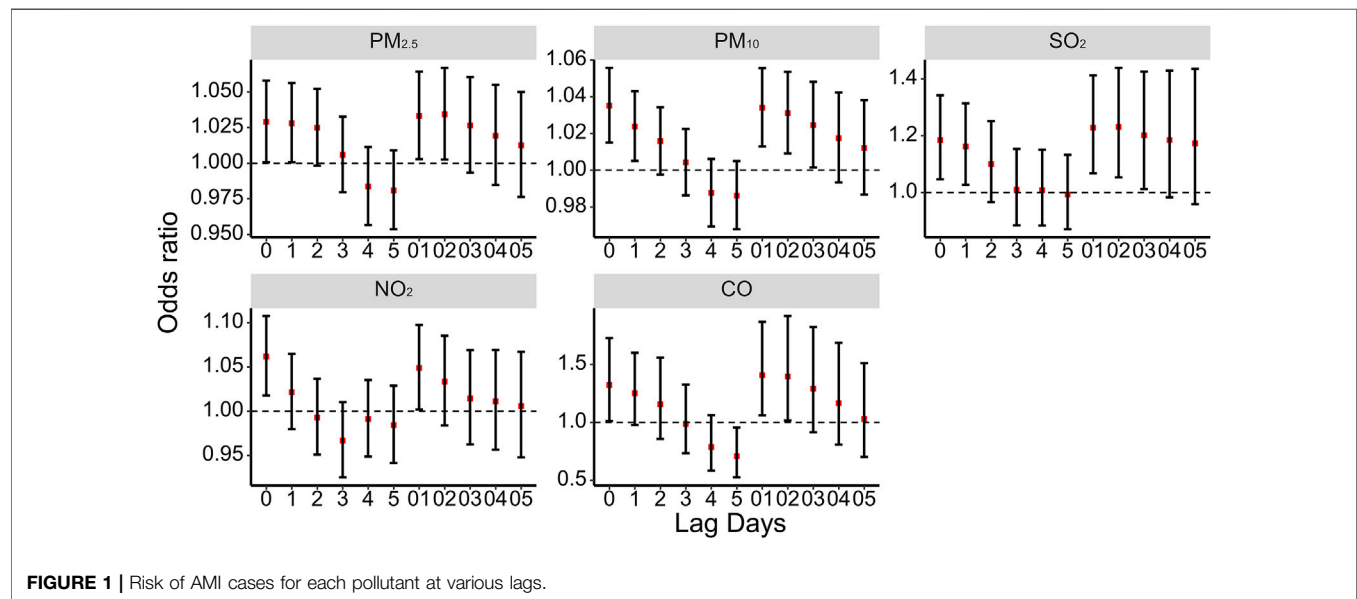 PM2.5
PM10
SO2
1.050
1.025
1.000
0.975
0.950
0 1 2 3 4 5 01 02 03 04 05
1.06
1.04
1.02
1.00
0.98
0 1 2 3 4 5 01 02 03 04 05
1.4
1.2
1.0
0 1 2 3 4 5 01 02 03 04 05
Odds ratio
NO2
CO
1.10
1.05
1.00
0.95
0 1 2 3 4 5 01 02 03 04 05
1.5
1.0
0.5
0 1 2 3 4 5 01 02 03 04 05
Lag Days
FIGURE 1 | Risk of AMI cases for each pollutant at various lags.